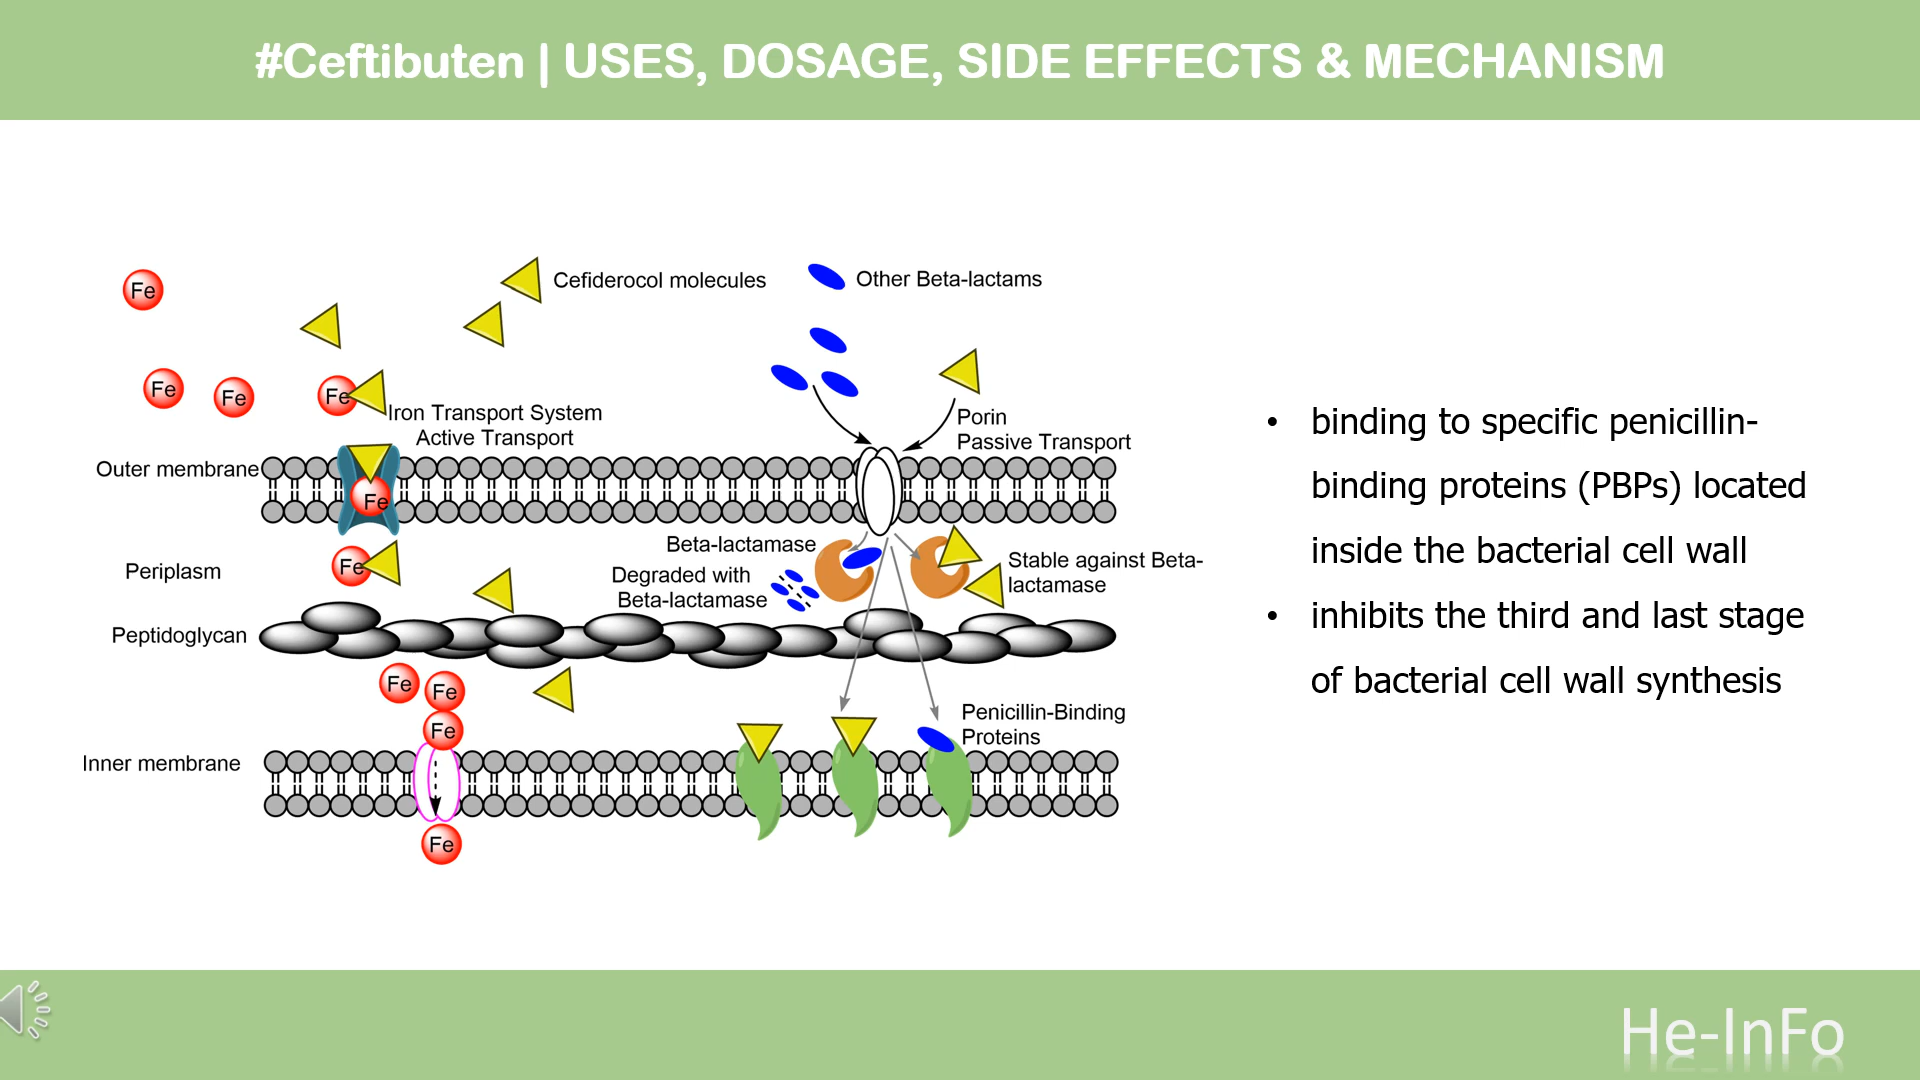 #Ceftibuten | USES, DOSAGE, SIDE EFFECTS & MECHANISM
Fe
Cefiderocol molecules
Other Beta-lactams
Fe
Fe
Fe
Iron Transport System
Active Transport
Porin
Passive Transport
Outer membrane
Fe
Beta-lactamase
Degraded with
Beta-lactamase
Stable against Beta-
lactamase
Fe
Periplasm
Peptidoglycan
Fe
Fe
Fe
Penicillin-Binding
Proteins
Inner membrane
Fe
• binding to specific penicillin-
binding proteins (PBPs) located
inside the bacterial cell wall
• inhibits the third and last stage
of bacterial cell wall synthesis
He-InFo